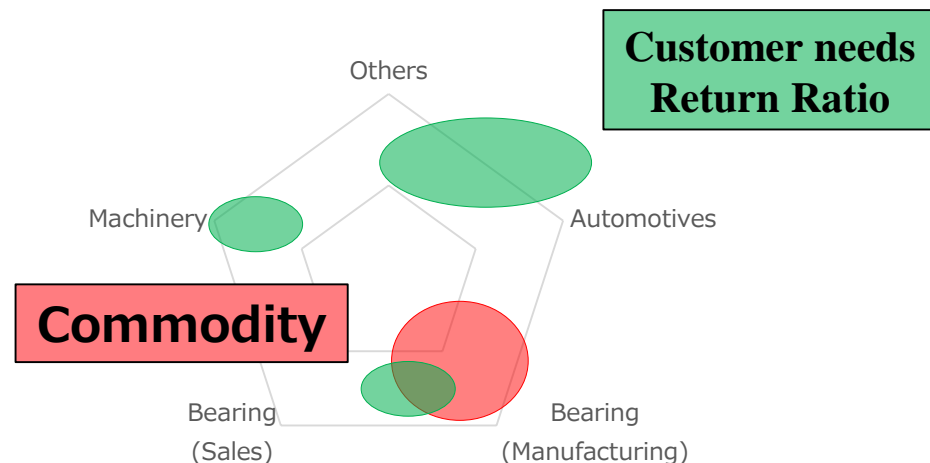 Customer needs
Return Ratio
Others
Machinery
Automotives
Commodity
Bearing
(Sales)
Bearing
(Manufacturing)